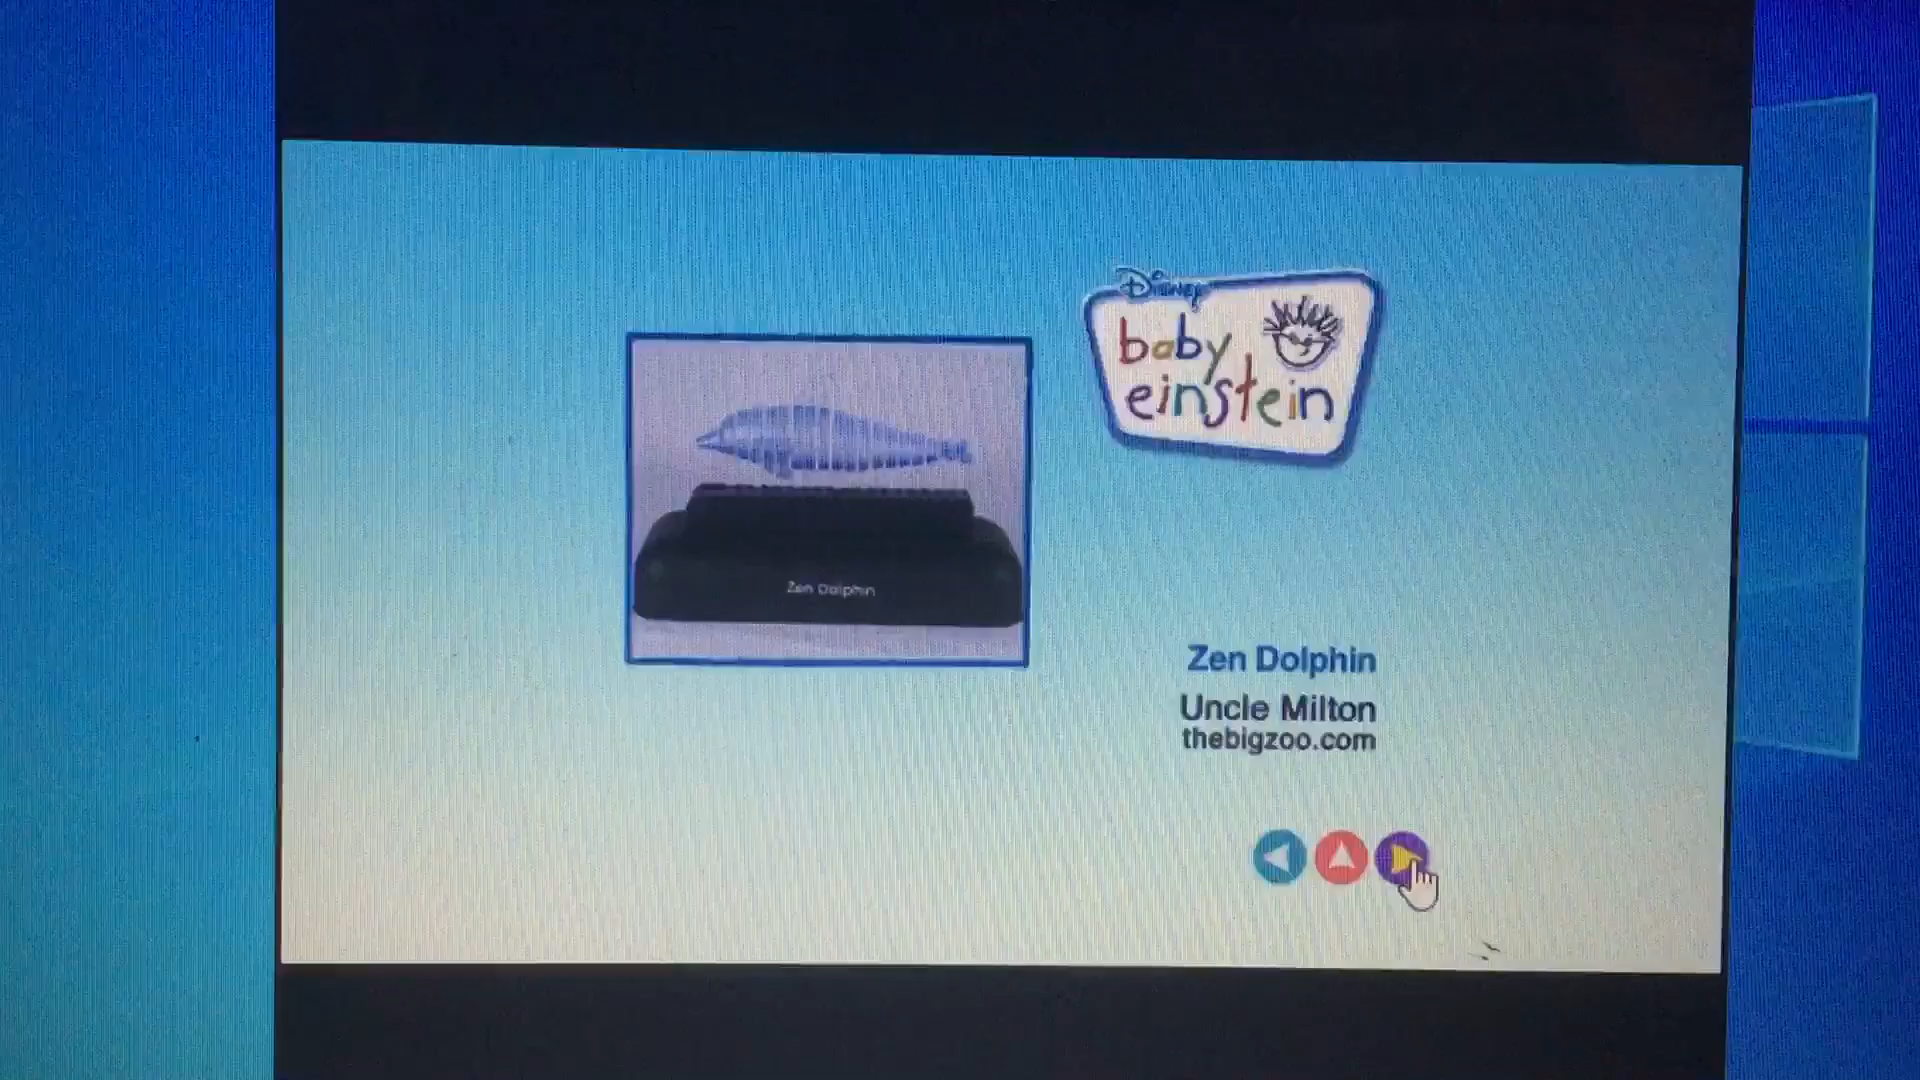 Disney
baby
einstein
Zen Dolphin
Zen Dolphin
Uncle Milton
thebigzoo.com